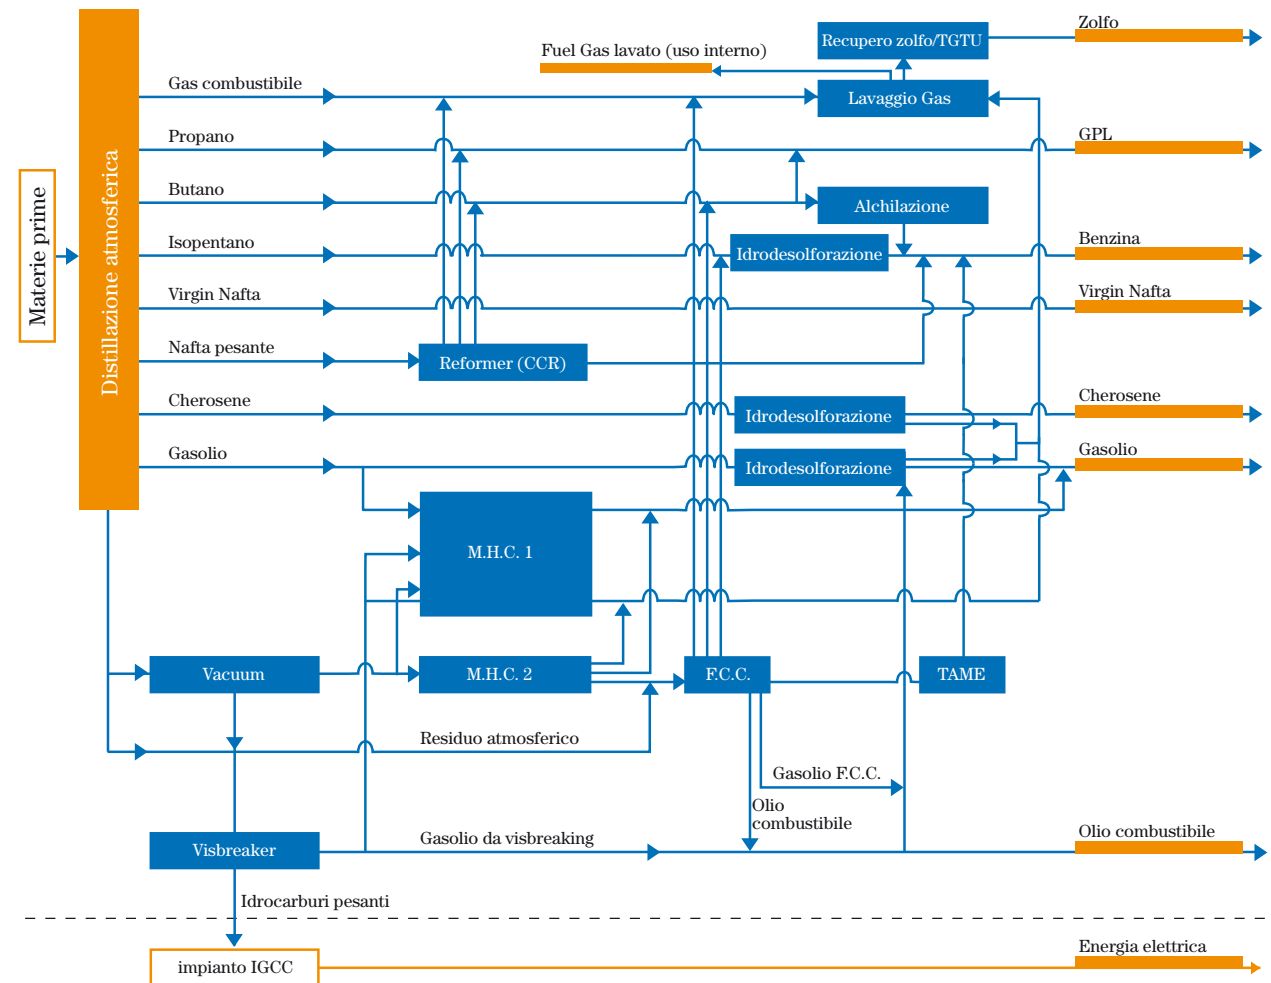 Zolfo
Recupero zolfo/TGTU
Fuel Gas lavato (uso interno)
Gas combustibile
Lavaggio Gas
Propano
GPL
Butano
Alchilazione
Isopentano
Idrodesolforazione
Benzina
Virgin Nafta
Virgin Nafta
Nafta pesante
Reformer (CCR)
Cherosene
Idrodesolforazione
Cherosene
Gasolio
Idrodesolforazione
Gasolio
Materie prime
Distillazione atmosferica
M.H.C. 1
Vacuum
M.H.C. 2
F.C.C.
TAME
Residuo atmosferico
Gasolio F.C.C.
Olio
combustibile
Visbreaker
Gasolio da visbreaking
Olio combustibile
Idrocarburi pesanti
impianto IGCC
Energia elettrica